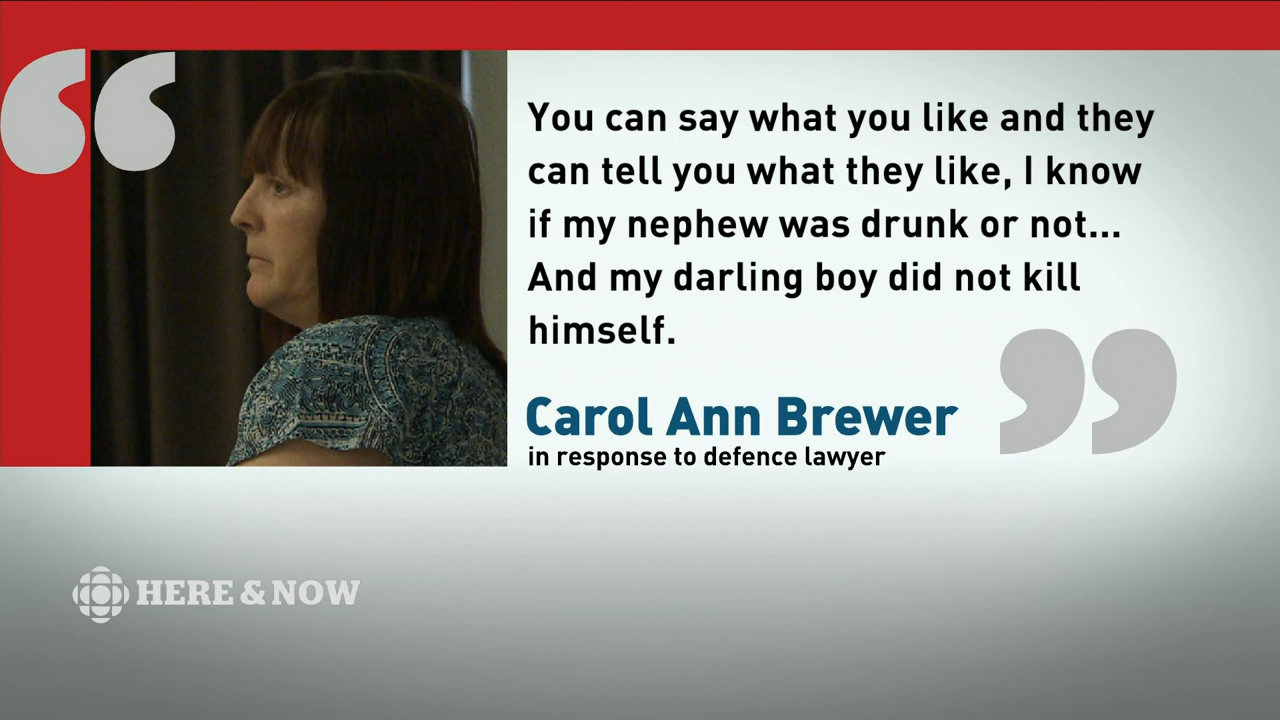 You can say what you like and they
can tell you what they like, I know
if my nephew was drunk or not...
And my darling boy did not kill
himself.
Carol Ann Brewer
in response to defence lawyer
HERE & NOW